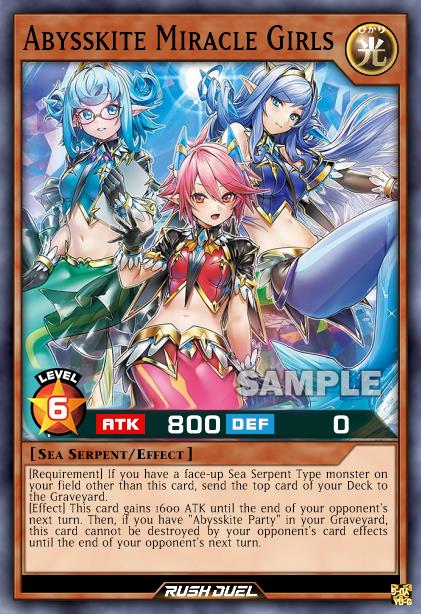 Abysskite Miracle Girls
ひかり
光
SAMPLE
LEVEL
6
ATK 800 DEF 0
[Sea Serpent/Effect]
[Requirement] If you have a face-up Sea Serpent Type monster on
your field other than this card, send the top card of your Deck to
the Graveyard.
[Effect] This card gains 1600 ATK until the end of your opponent's
next turn. Then, if you have "Abysskite Party" in your Graveyard,
this card cannot be destroyed by your opponent's card effects
until the end of your opponent's next turn.
RUSH DUEL